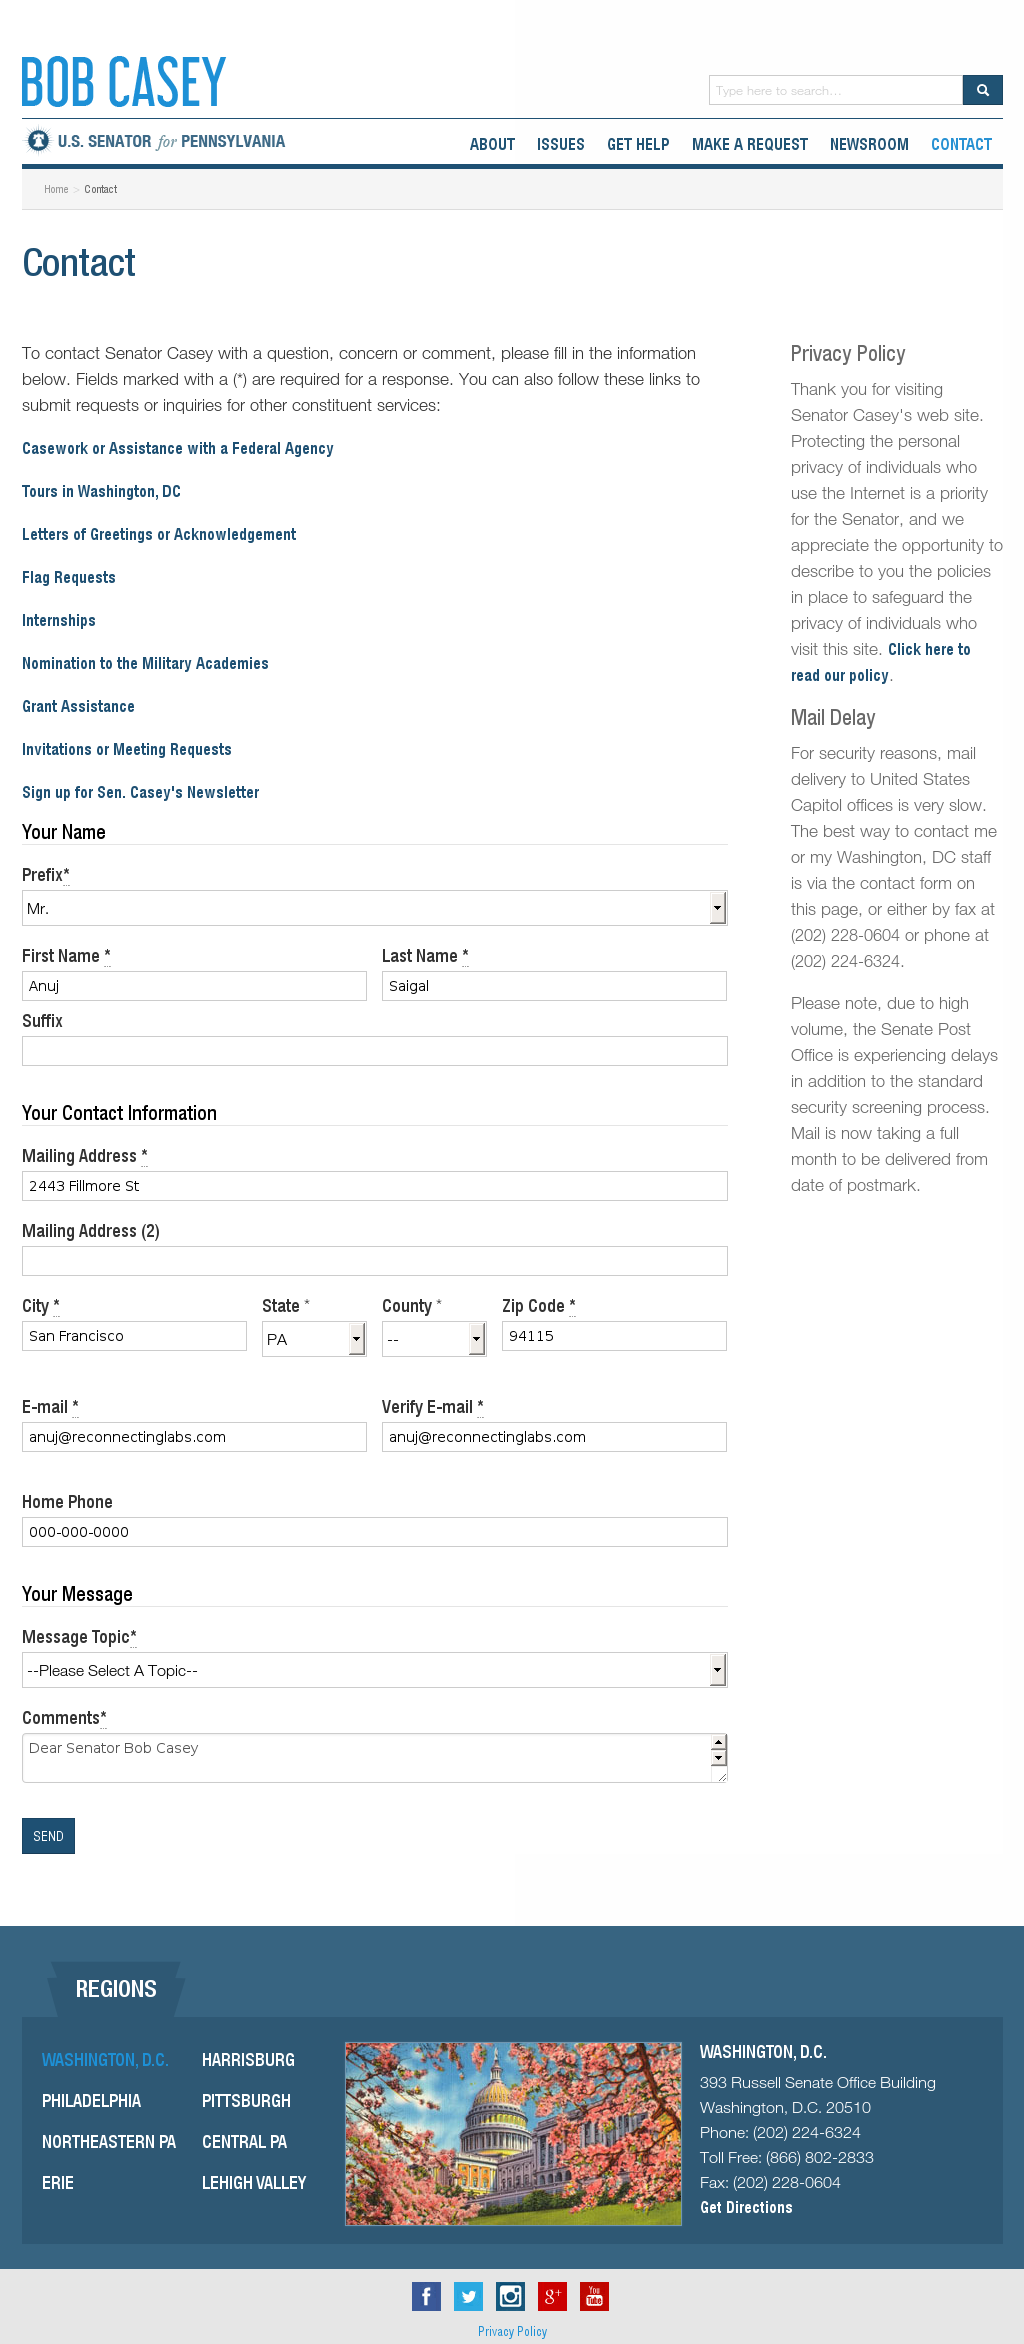 BOB CASEY
Type here to search...
U.S. SENATOR for PENNSYLVANIA
ABOUT ISSUES GET HELP MAKE A REQUEST NEWSROOM CONTACT
Home > Contact
Contact
To contact Senator Casey with a question, concern or comment, please fill in the information
below. Fields marked with a (*) are required for a response. You can also follow these links to
submit requests or inquiries for other constituent services:
Casework or Assistance with a Federal Agency
Tours in Washington, DC
Letters of Greetings or Acknowledgement
Flag Requests
Internships
Nomination to the Military Academies
Grant Assistance
Invitations or Meeting Requests
Sign up for Sen. Casey's Newsletter
Your Name
Prefix*
Mr.
First Name * Last Name *
Anuj Saigal
Suffix
Your Contact Information
Mailing Address *
2443 Fillmore St
Mailing Address (2)
City * State * County * Zip Code *
San Francisco PA -- 94115
E-mail * Verify E-mail *
anuj@reconnectinglabs.com anuj@reconnectinglabs.com
Home Phone
000-000-0000
Your Message
Message Topic*
--Please Select A Topic--
Comments*
Dear Senator Bob Casey
SEND
Privacy Policy
Thank you for visiting
Senator Casey's web site.
Protecting the personal
privacy of individuals who
use the Internet is a priority
for the Senator, and we
appreciate the opportunity to
describe to you the policies
in place to safeguard the
privacy of individuals who
visit this site. Click here to
read our policy.
Mail Delay
For security reasons, mail
delivery to United States
Capitol offices is very slow.
The best way to contact me
or my Washington, DC staff
is via the contact form on
this page, or either by fax at
(202) 228-0604 or phone at
(202) 224-6324.
Please note, due to high
volume, the Senate Post
Office is experiencing delays
in addition to the standard
security screening process.
Mail is now taking a full
month to be delivered from
date of postmark.
REGIONS
WASHINGTON, D.C. HARRISBURG
PHILADELPHIA PITTSBURGH
NORTHEASTERN PA CENTRAL PA
ERIE LEHIGH VALLEY
WASHINGTON, D.C.
393 Russell Senate Office Building
Washington, D.C. 20510
Phone: (202) 224-6324
Toll Free: (866) 802-2833
Fax: (202) 228-0604
Get Directions
f g+ You Tube
Privacy Policy